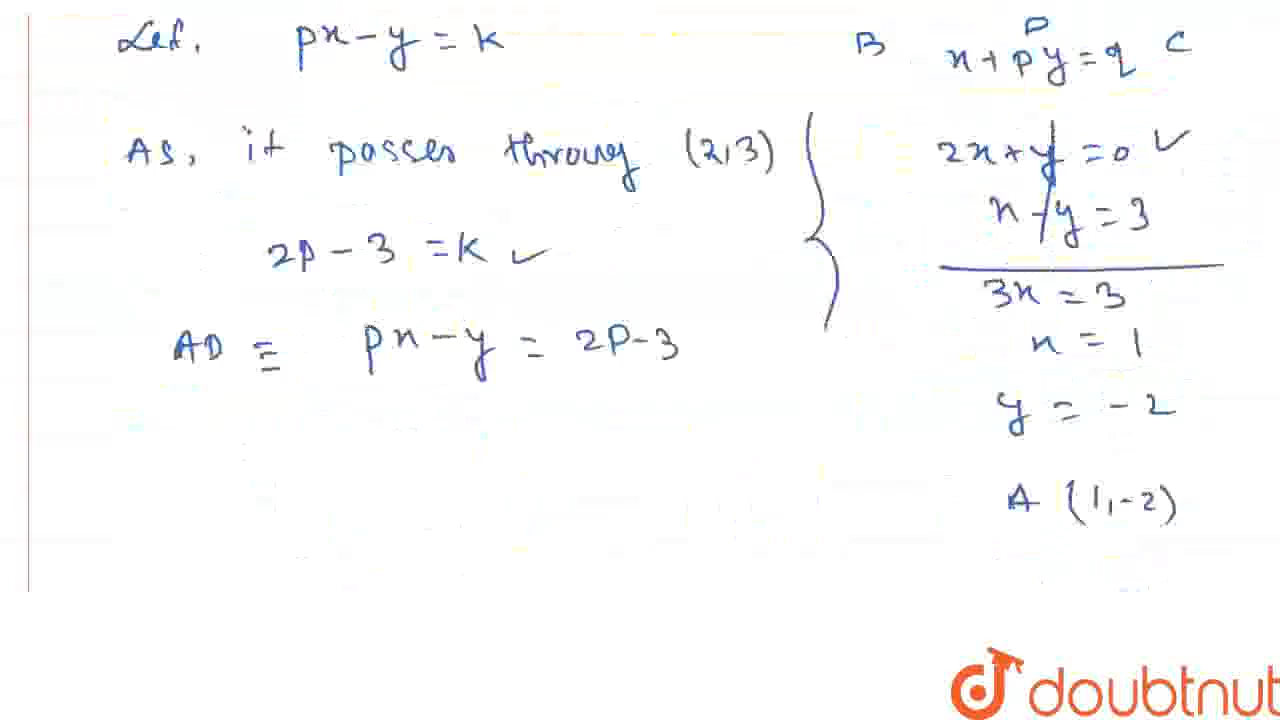 Let. px - y = k
As, it passes throug (2,3)
2p - 3 = k ✓
AD ≡ px - y = 2p - 3
B D C
x + py = q
2x + y = 0 ✓
x - y = 3
3x = 3
x = 1
y = -2
A (1, -2)
doubtnut